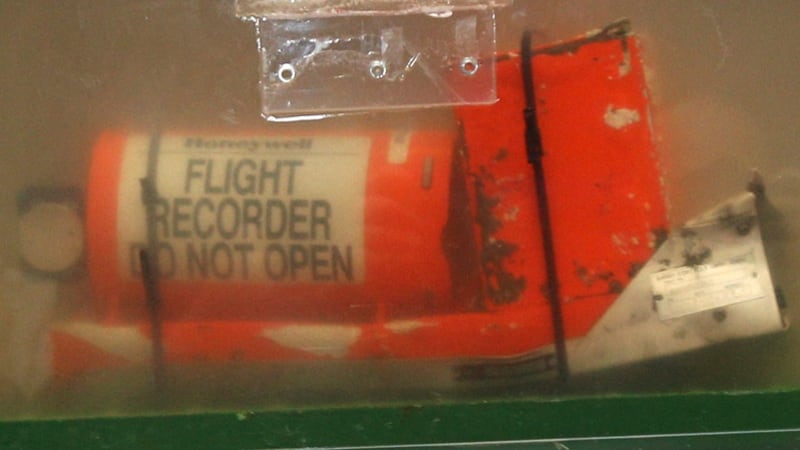 Honeywell
FLIGHT
RECORDER
DO NOT OPEN